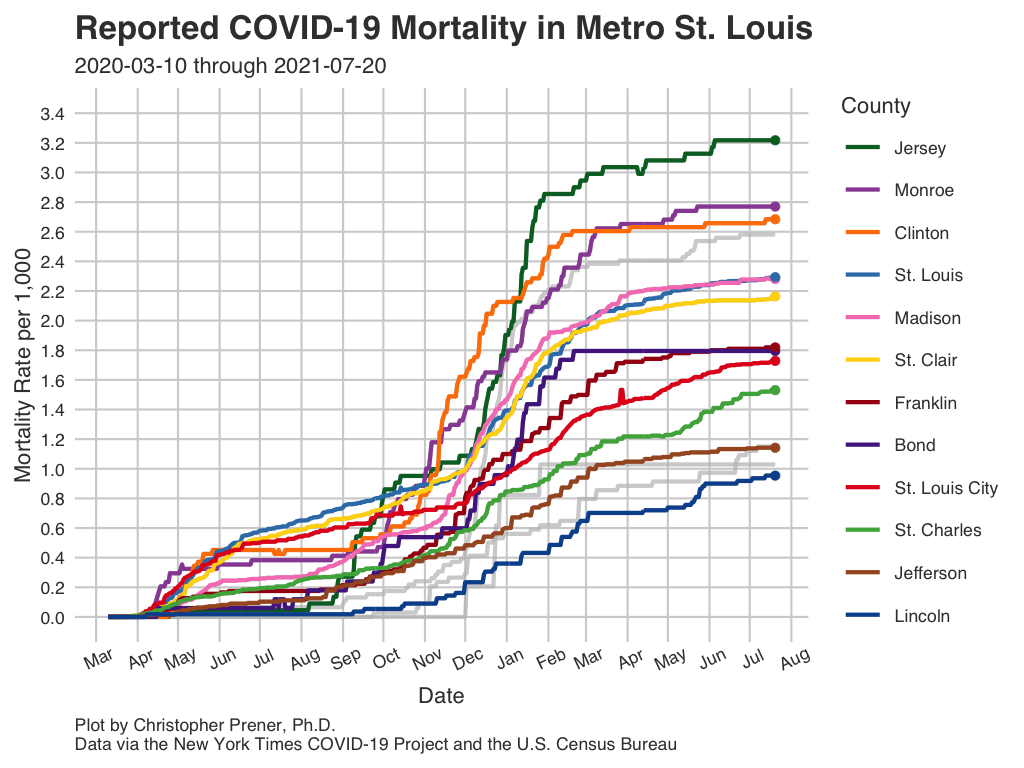 Reported COVID-19 Mortality in Metro St. Louis
2020-03-10 through 2021-07-20
Mortality Rate per 1,000
3.4
3.2
3.0
2.8
2.6
2.4
2.2
2.0
1.8
1.6
1.4
1.2
1.0
0.8
0.6
0.4
0.2
0.0
Mar Apr May Jun Jul Aug Sep Oct Nov Dec Jan Feb Mar Apr May Jun Jul Aug
Date
County
Jersey
Monroe
Clinton
St. Louis
Madison
St. Clair
Franklin
Bond
St. Louis City
St. Charles
Jefferson
Lincoln
Plot by Christopher Prener, Ph.D.
Data via the New York Times COVID-19 Project and the U.S. Census Bureau